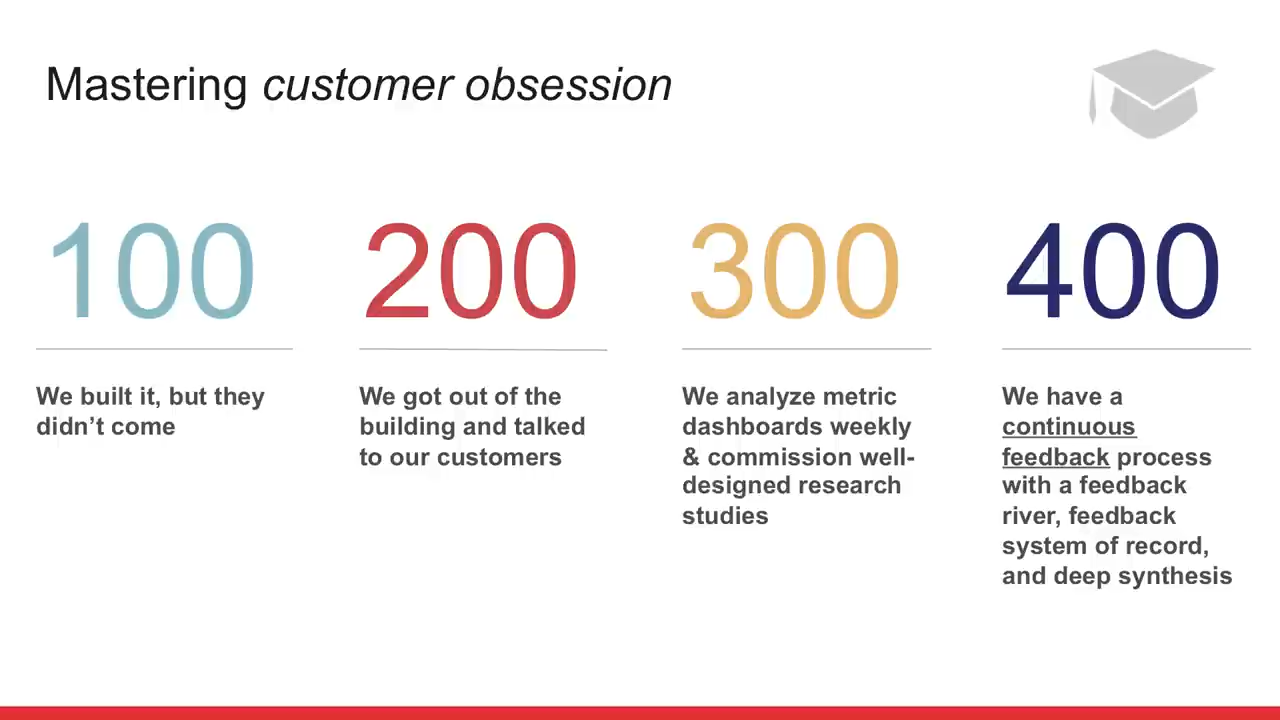 Mastering customer obsession
100
We built it, but they
didn’t come
200
We got out of the
building and talked
to our customers
300
We analyze metric
dashboards weekly
& commission well-
designed research
studies
400
We have a
continuous
feedback process
with a feedback
river, feedback
system of record,
and deep synthesis